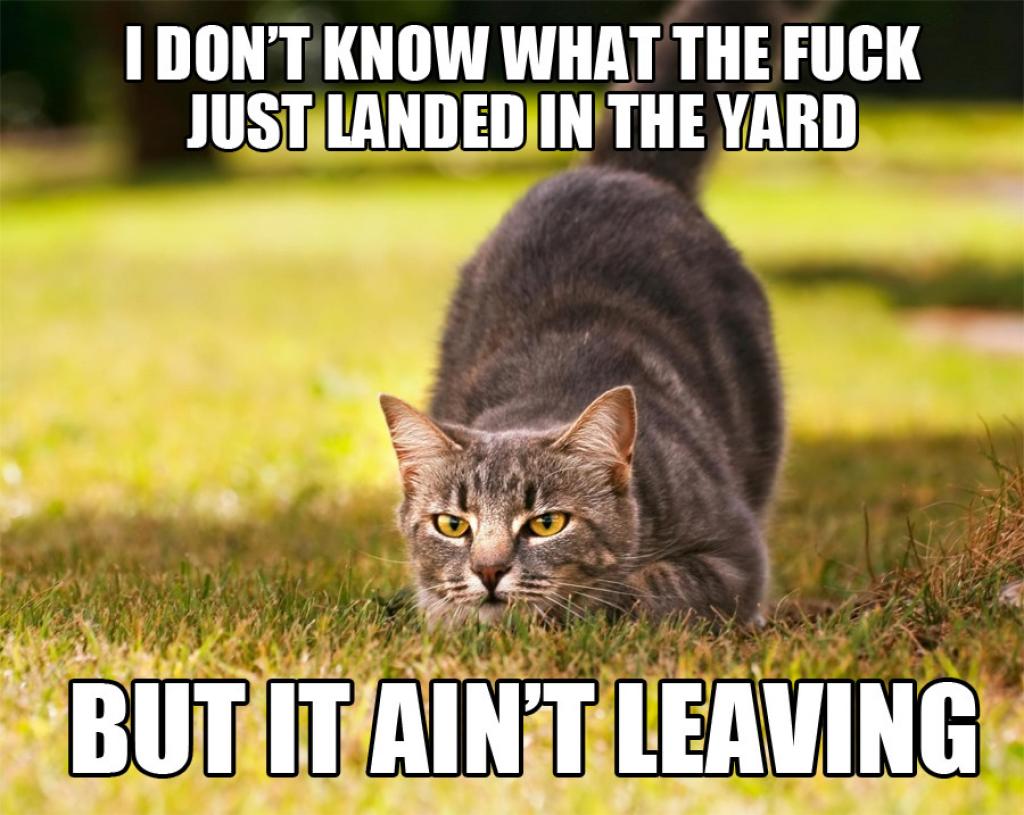 I DON'T KNOW WHAT THE FUCK
JUST LANDED IN THE YARD
BUT IT AIN'T LEAVING